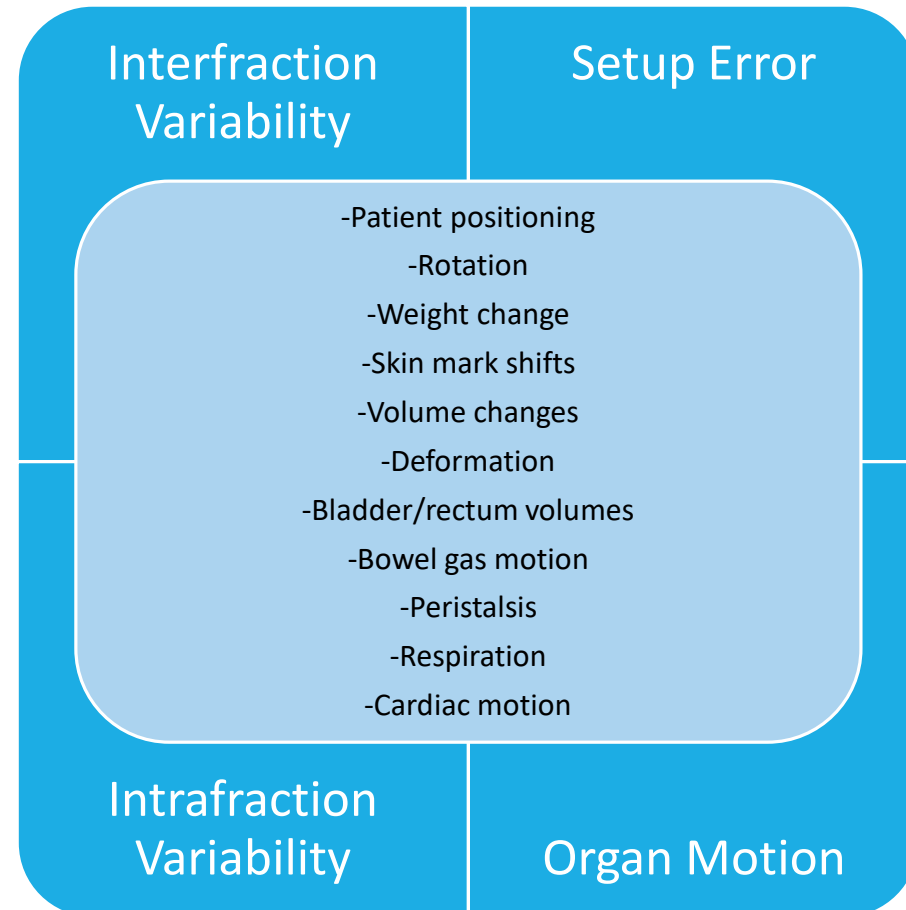 Interfraction
Variability
Setup Error
-Patient positioning
-Rotation
-Weight change
-Skin mark shifts
-Volume changes
-Deformation
-Bladder/rectum volumes
-Bowel gas motion
-Peristalsis
-Respiration
-Cardiac motion
Intrafraction
Variability
Organ Motion